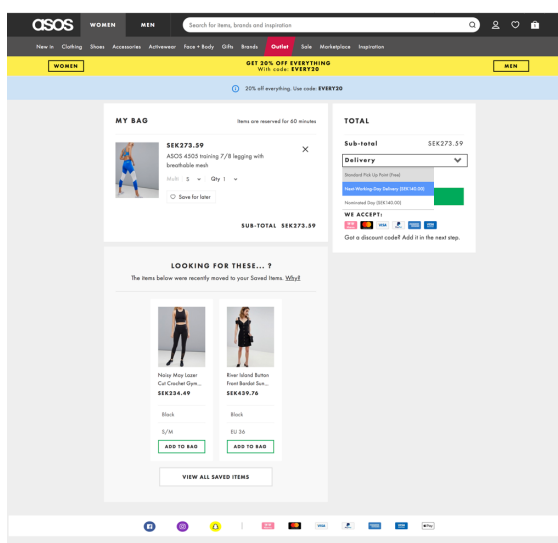 asos
WOMEN
MEN
Search for items, brands and inspiration
New in
Clothing
Shoes
Accessories
Activewear
Face + Body
Gifts
Brands
Outlet
Sale
Marketplace
Inspiration
WOMEN
GET 20% OFF EVERYTHING
With code: EVERY20
MEN
20% off everything. Use code: EVERY20
MY BAG
Items are reserved for 60 minutes
SEK273.59
ASOS 4505 training 7/8 legging with
breathable mesh
Multi
S
Qty 1
Save for later
SUB-TOTAL SEK273.59
TOTAL
Sub-total
SEK273.59
Delivery
Standard Pick Up Point (Free)
Next Working-Day Delivery (SEK140.00)
Nominated Day (SEK140.00)
WE ACCEPT:
VISA
Got a discount code? Add it in the next step.
LOOKING FOR THESE... ?
The items below were recently moved to your Saved Items. Why?
Noisy May Lazer
Cut Crochet Gym...
SEK234.49
Black
S/M
ADD TO BAG
River Island Button
Front Bardot Sun...
SEK439.76
Black
EU 36
ADD TO BAG
VIEW ALL SAVED ITEMS
VISA
Pay